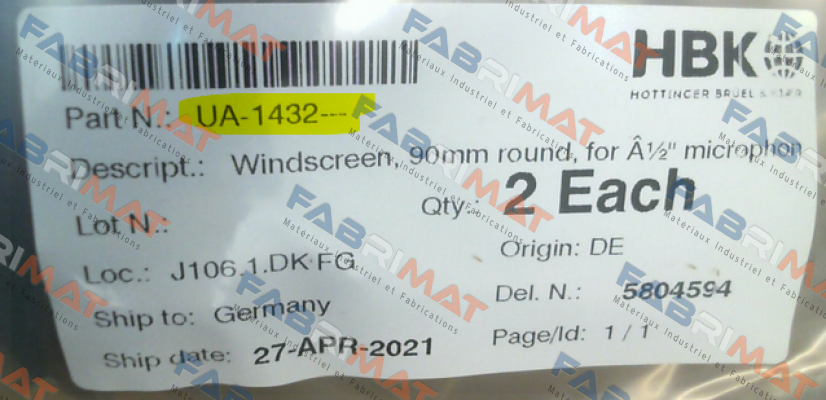 HBK
HOTTINGER BRÜEL & KJÆR
Part N.: UA-1432---
Descript.: Windscreen, 90mm round, for Â½" microphon
Qty.: 2 Each
Lot N.:
Origin: DE
Loc.: J106.1.DK FG
Del. N.: 5804594
Ship to: Germany
Page/Id: 1 / 1
Ship date: 27-APR-2021
FABRIMAT
Materiaux Industriel et Fabrications